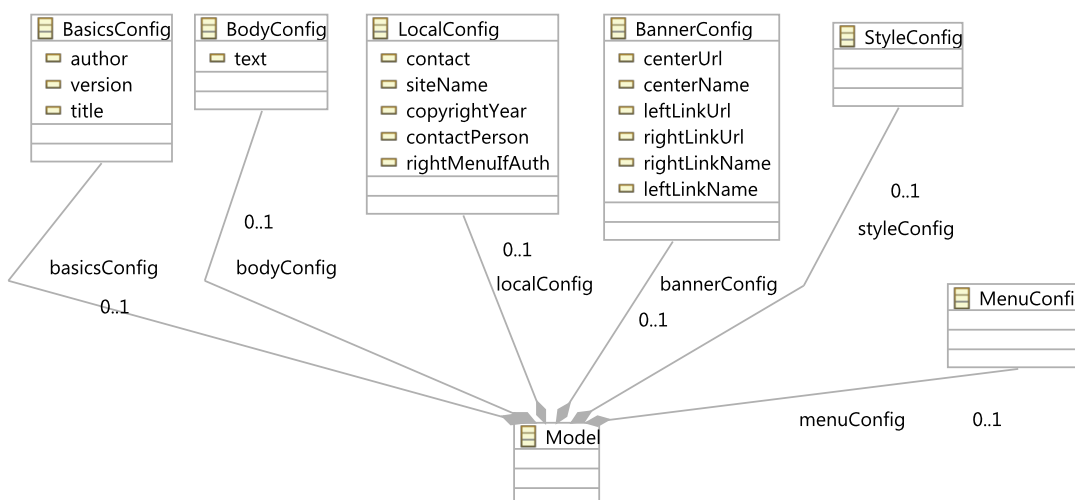 BasicsConfig
author
version
title
BodyConfig
text
LocalConfig
contact
siteName
copyrightYear
contactPerson
rightMenuIfAuth
BannerConfig
centerUrl
centerName
leftLinkUrl
rightLinkUrl
rightLinkName
leftLinkName
StyleConfig
0..1
styleConfig
0..1
bodyConfig
basicsConfig
0..1
0..1
localConfig
bannerConfig
0..1
MenuConfi
menuConfig
0..1
Model